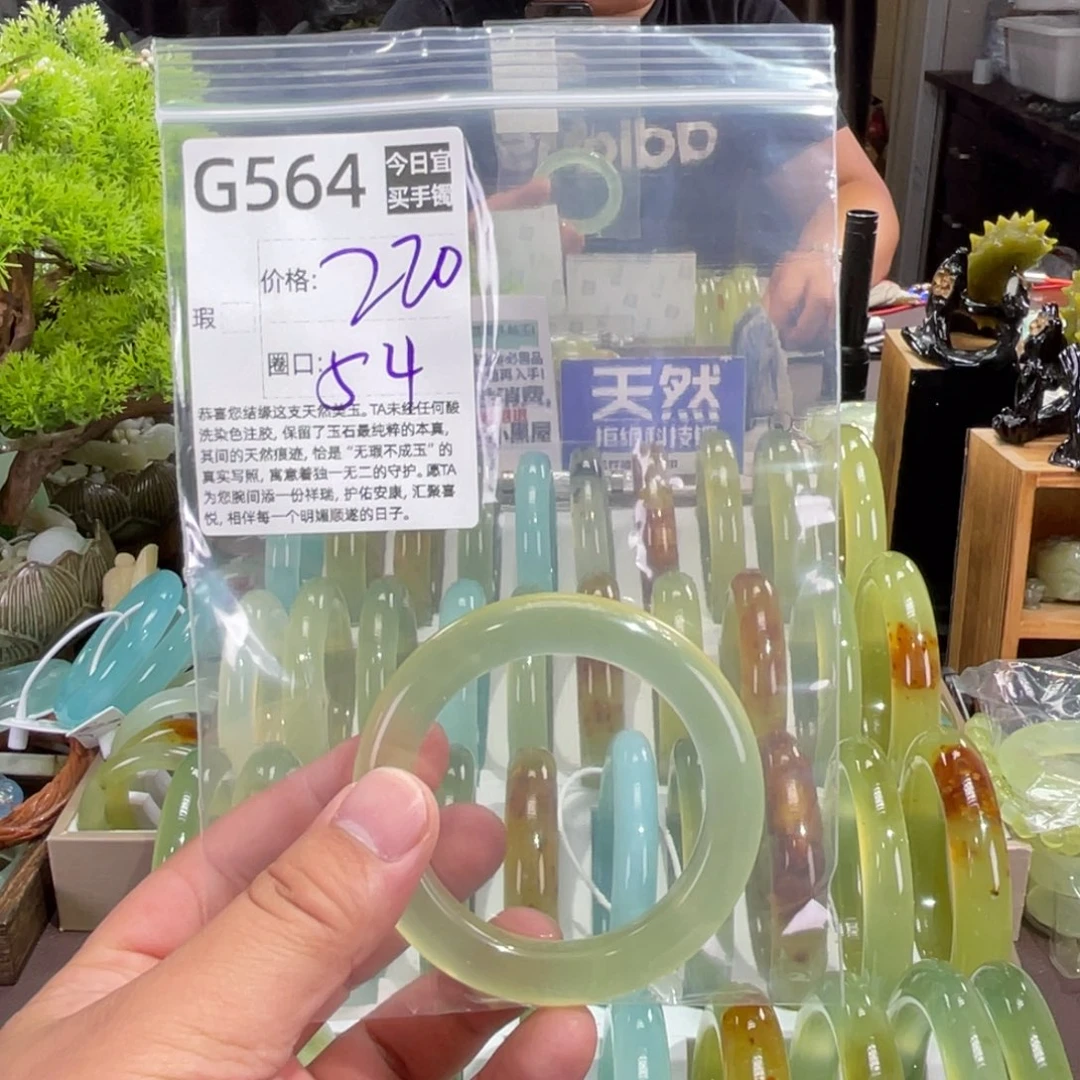 G564
今日宜
买手镯
价格: 220
瑕
圈口: 54
恭喜您结缘这支天然美玉。TA未经任何酸
洗染色注胶, 保留了玉石最纯粹的本真,
其间的天然痕迹, 恰是“无瑕不成玉”的
真实写照, 寓意着独一无二的守护。愿TA
为您腕间添一份祥瑞, 护佑安康, 汇聚喜
悦, 相伴每一个明媚顺遂的日子。
天然
拒绝科技